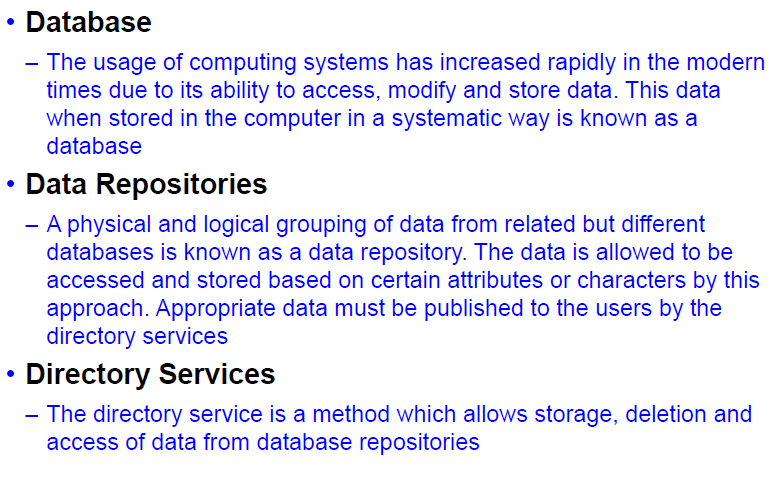 • Database
– The usage of computing systems has increased rapidly in the modern
times due to its ability to access, modify and store data. This data
when stored in the computer in a systematic way is known as a
database
• Data Repositories
– A physical and logical grouping of data from related but different
databases is known as a data repository. The data is allowed to be
accessed and stored based on certain attributes or characters by this
approach. Appropriate data must be published to the users by the
directory services
• Directory Services
– The directory service is a method which allows storage, deletion and
access of data from database repositories